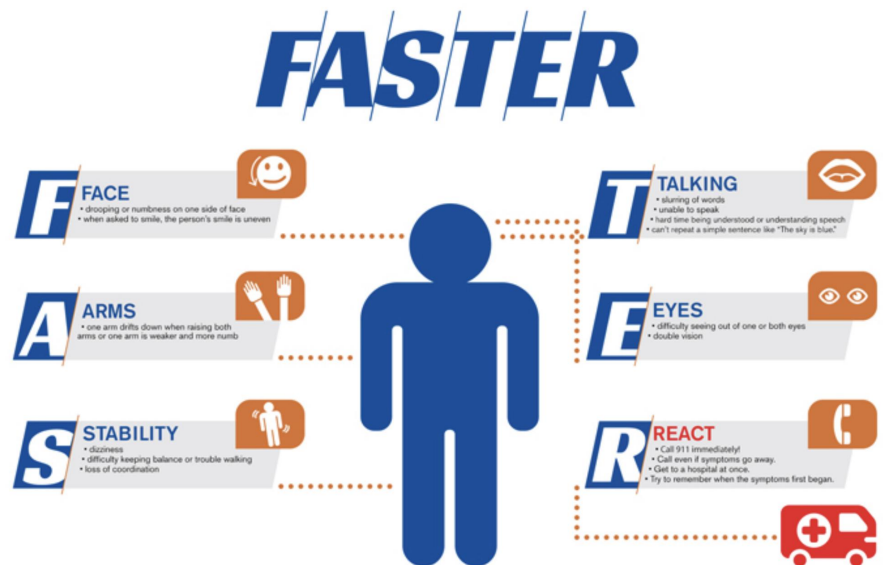 FASTER
F
FACE
• drooping or numbness on one side of face
• when asked to smile, the person's smile is uneven
A
ARMS
• one arm drifts down when raising both
arms or one arm is weaker and more numb
S
STABILITY
• dizziness
• difficulty keeping balance or trouble walking
• loss of coordination
T
TALKING
• slurring of words
• unable to speak
• hard time being understood or understanding speech
• can't repeat a simple sentence like "The sky is blue."
E
EYES
• difficulty seeing out of one or both eyes
• double vision
R
REACT
• Call 911 immediately!
• Call even if symptoms go away.
• Get to a hospital at once.
• Try to remember when the symptoms first began.